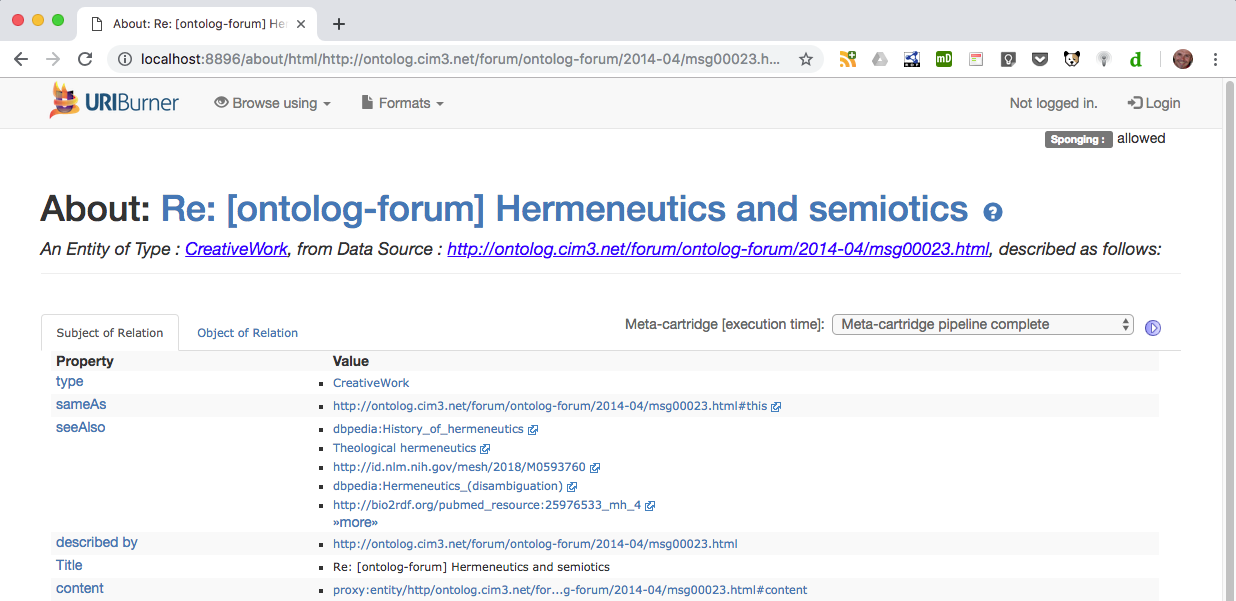 About: Re: [ontolog-forum] He
localhost:8896/about/html/http://ontolog.cim3.net/forum/ontolog-forum/2014-04/msg00023.h...
mD
d
URIBurner
Browse using
Formats
Not logged in.
Login
Sponging : allowed
About: Re: [ontolog-forum] Hermeneutics and semiotics ?
An Entity of Type : CreativeWork, from Data Source : http://ontolog.cim3.net/forum/ontolog-forum/2014-04/msg00023.html, described as follows:
Subject of Relation
Object of Relation
Meta-cartridge [execution time]: Meta-cartridge pipeline complete
Property Value
type CreativeWork
sameAs http://ontolog.cim3.net/forum/ontolog-forum/2014-04/msg00023.html#this
seeAlso dbpedia:History_of_hermeneutics
Theological hermeneutics
http://id.nlm.nih.gov/mesh/2018/M0593760
dbpedia:Hermeneutics_(disambiguation)
http://bio2rdf.org/pubmed_resource:25976533_mh_4
»more»
described by http://ontolog.cim3.net/forum/ontolog-forum/2014-04/msg00023.html
Title Re: [ontolog-forum] Hermeneutics and semiotics
content proxy:entity/http/ontolog.cim3.net/for...g-forum/2014-04/msg00023.html#content